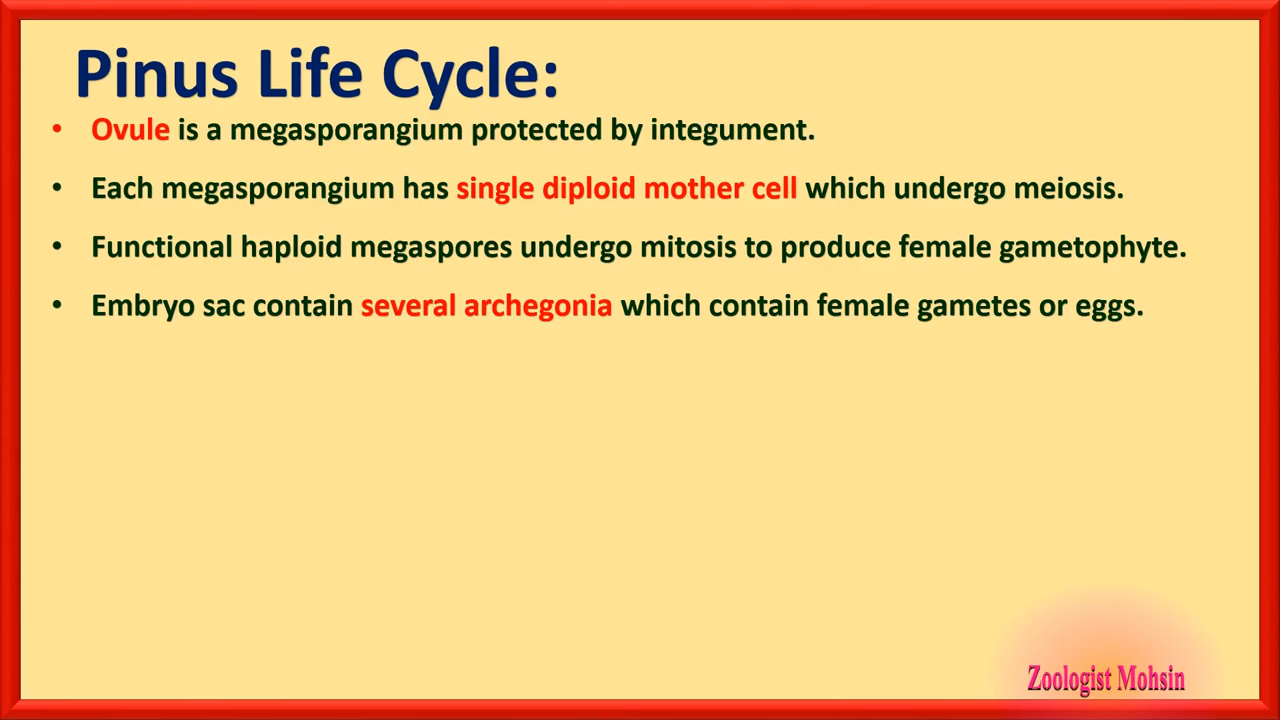 Pinus Life Cycle:
• Ovule is a megasporangium protected by integument.
• Each megasporangium has single diploid mother cell which undergo meiosis.
• Functional haploid megaspores undergo mitosis to produce female gametophyte.
• Embryo sac contain several archegonia which contain female gametes or eggs.
Zoologist Mohsin